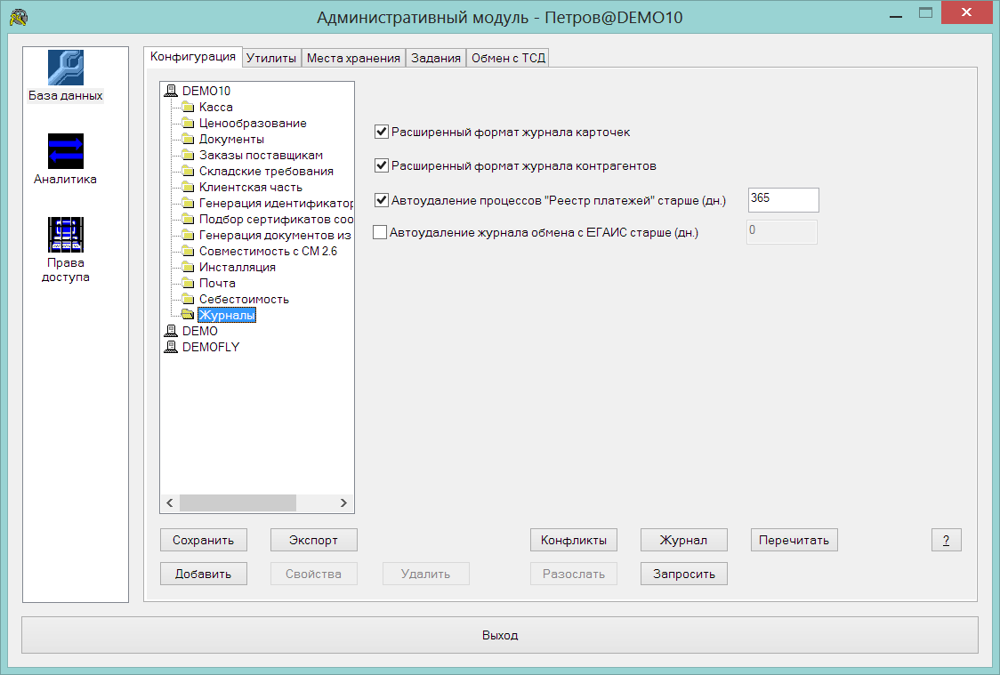 Административный модуль - Петров@DEMO10
База данных
Аналитика
Права
доступа
Конфигурация
Утилиты
Места хранения
Задания
Обмен с ТСД
DEMO10
Касса
Ценообразование
Документы
Заказы поставщикам
Складские требования
Клиентская часть
Генерация идентификатор
Подбор сертификатов соо
Генерация документов из
Совместимость с СМ 2.6
Инсталляция
Почта
Себестоимость
Журналы
DEMO
DEMOFLY
Расширенный формат журнала карточек
Расширенный формат журнала контрагентов
Автоудаление процессов "Реестр платежей" старше (дн.) 365
Автоудаление журнала обмена с ЕГАИС старше (дн.) 0
Сохранить
Экспорт
Конфликты
Журнал
Перечитать
?
Добавить
Свойства
Удалить
Разослать
Запросить
Выход